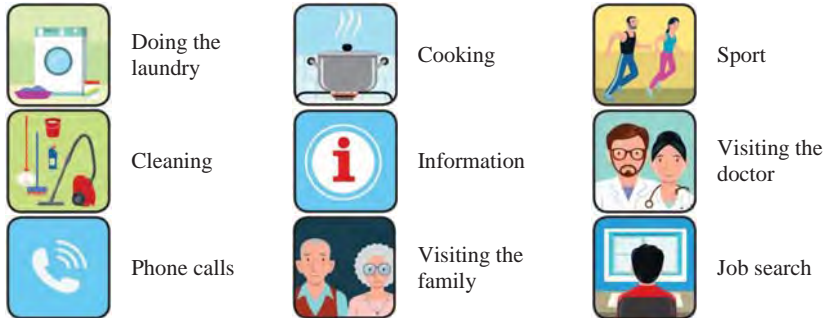 Doing the
laundry
Cooking
Sport
Cleaning
Information
Visiting the
doctor
Phone calls
Visiting the
family
Job search